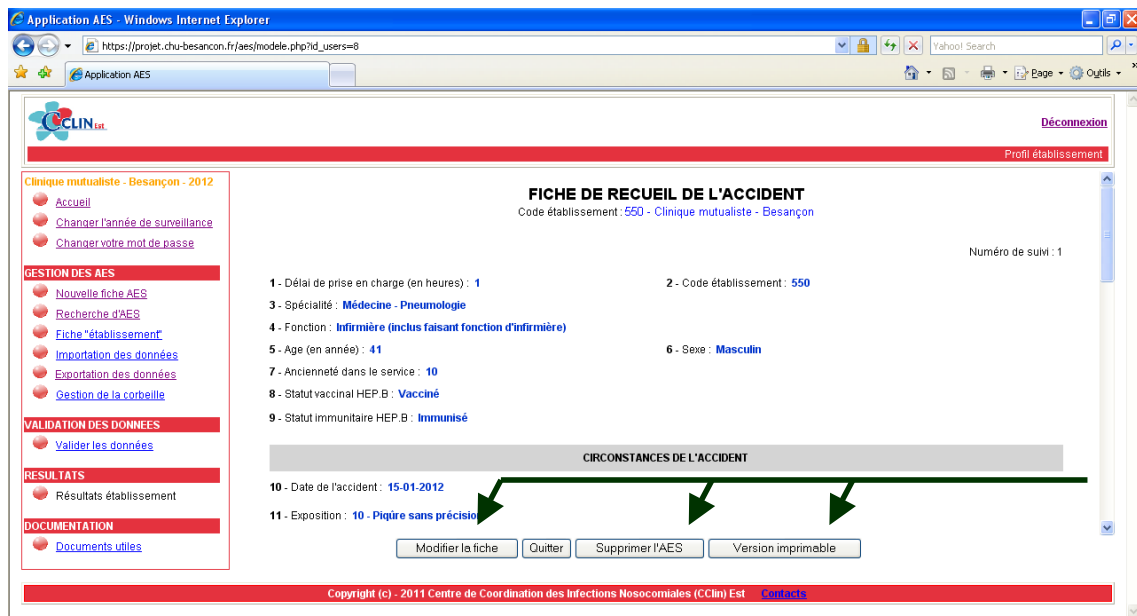 Application AES - Windows Internet Explorer
https://projet.chu-besancon.fr/aes/modele.php?id_users=8
Yahoo! Search
Application AES
Page
Outils
CCLIN Est
Déconnexion
Profil établissement
Clinique mutualiste - Besançon - 2012
Accueil
Changer l'année de surveillance
Changer votre mot de passe
GESTION DES AES
Nouvelle fiche AES
Recherche d'AES
Fiche "établissement"
Importation des données
Exportation des données
Gestion de la corbeille
VALIDATION DES DONNEES
Valider les données
RESULTATS
Résultats établissement
DOCUMENTATION
Documents utiles
FICHE DE RECUEIL DE L'ACCIDENT
Code établissement : 550 - Clinique mutualiste - Besançon
Numéro de suivi : 1
1 - Délai de prise en charge (en heures) : 1
2 - Code établissement : 550
3 - Spécialité : Médecine - Pneumologie
4 - Fonction : Infirmière (inclus faisant fonction d'infirmière)
5 - Age (en année) : 41
6 - Sexe : Masculin
7 - Ancienneté dans le service : 10
8 - Statut vaccinal HEP.B : Vacciné
9 - Statut immunitaire HEP.B : Immunisé
CIRCONSTANCES DE L'ACCIDENT
10 - Date de l'accident : 15-01-2012
11 - Exposition : 10 - Piqûre sans précision
Modifier la fiche
Quitter
Supprimer l'AES
Version imprimable
Copyright (c) - 2011 Centre de Coordination des Infections Nosocomiales (CClin) Est Contacts